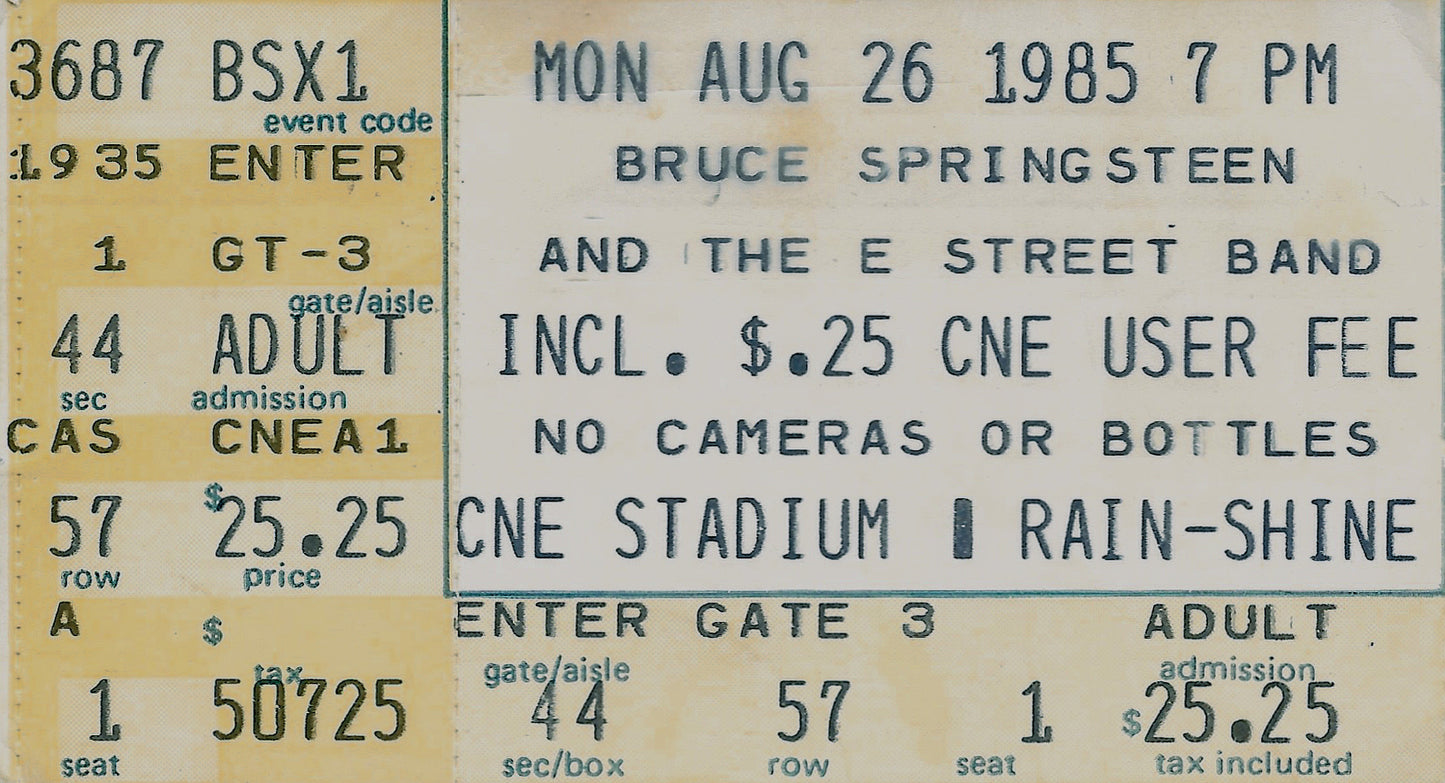 3687 BSX1
event code
1935 ENTER
1 GT-3
gate/aisle
44 ADULT
sec admission
CAS CNEA1
57 $25.25
row price
A $
tax
1 50725
seat
MON AUG 26 1985 7 PM
BRUCE SPRINGSTEEN
AND THE E STREET BAND
INCL. $.25 CNE USER FEE
NO CAMERAS OR BOTTLES
CNE STADIUM ▮ RAIN-SHINE
ENTER GATE 3 ADULT
gate/aisle admission
44 57 1 $25.25
sec/box row seat tax included